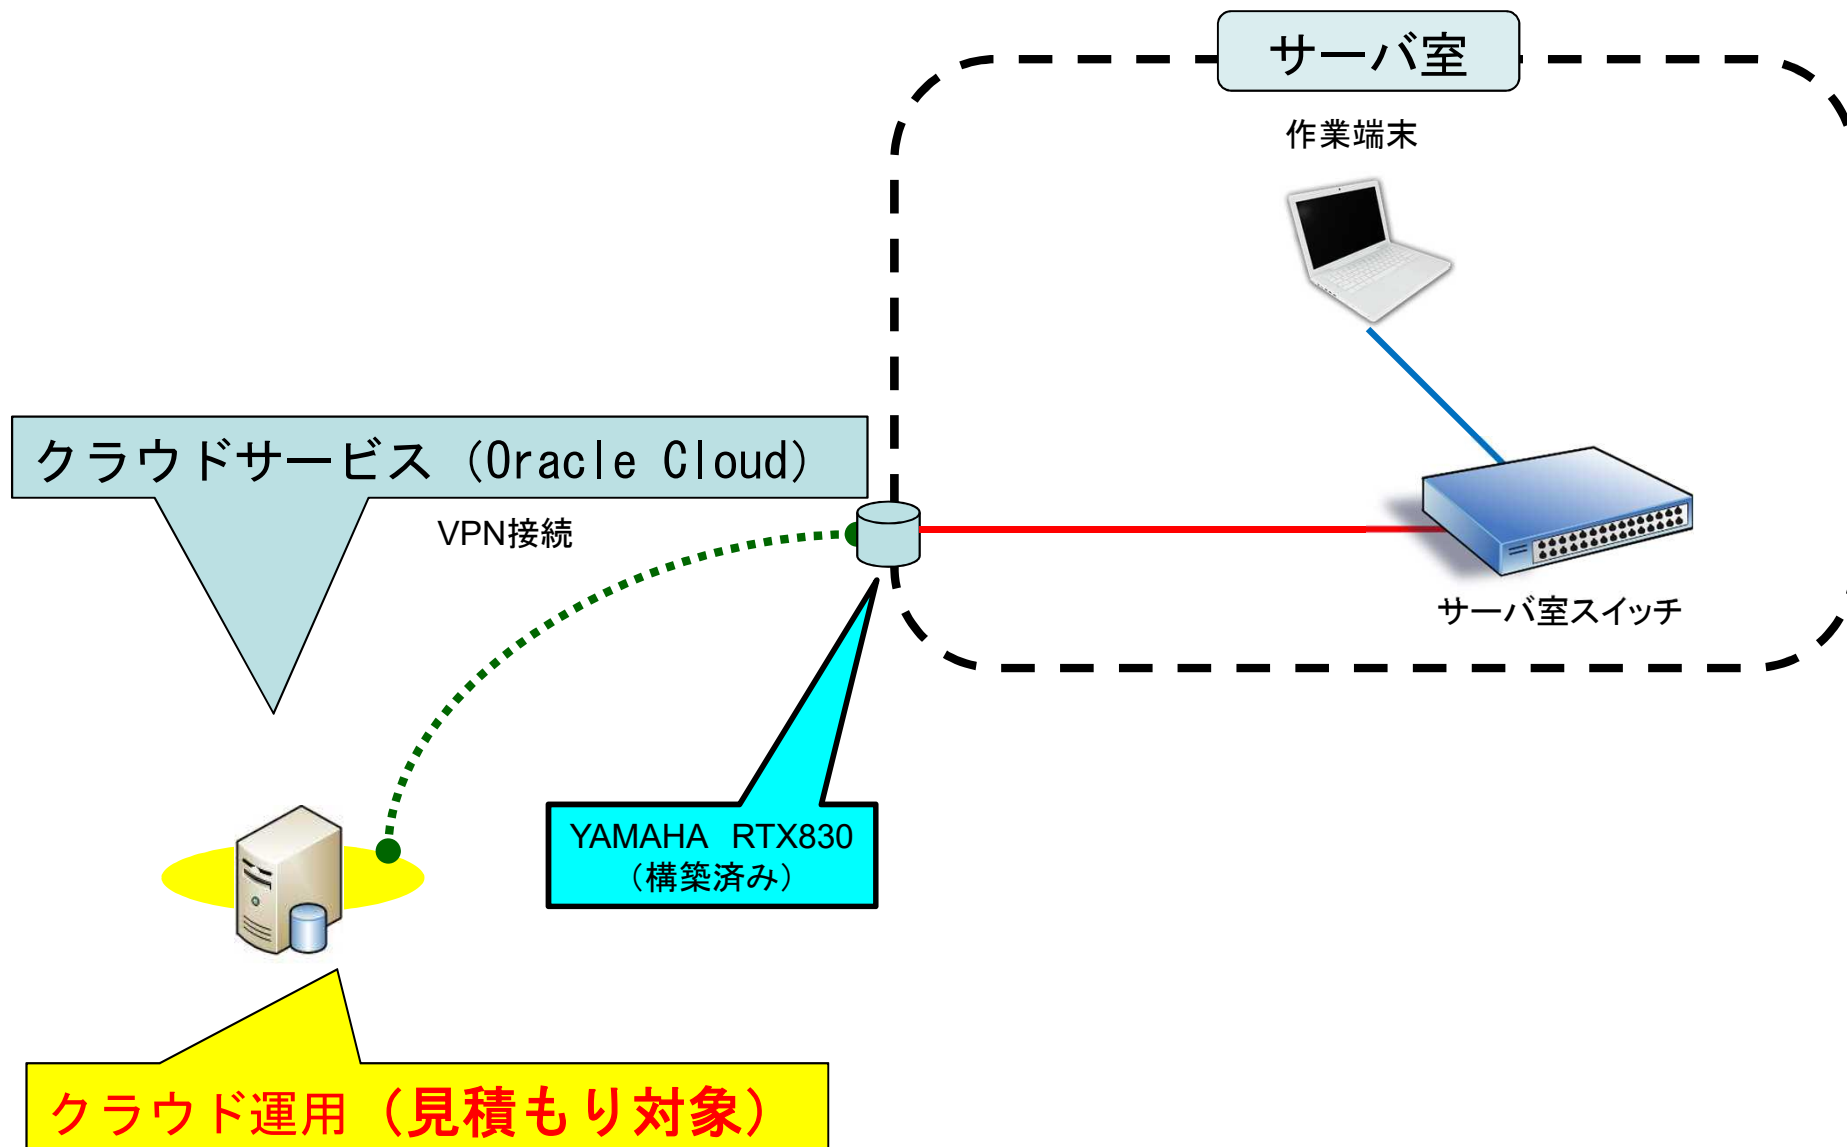 サーバ室
作業端末
クラウドサービス（Oracle Cloud）
VPN接続
サーバ室スイッチ
YAMAHA　RTX830
（構築済み）
クラウド運用（見積もり対象）